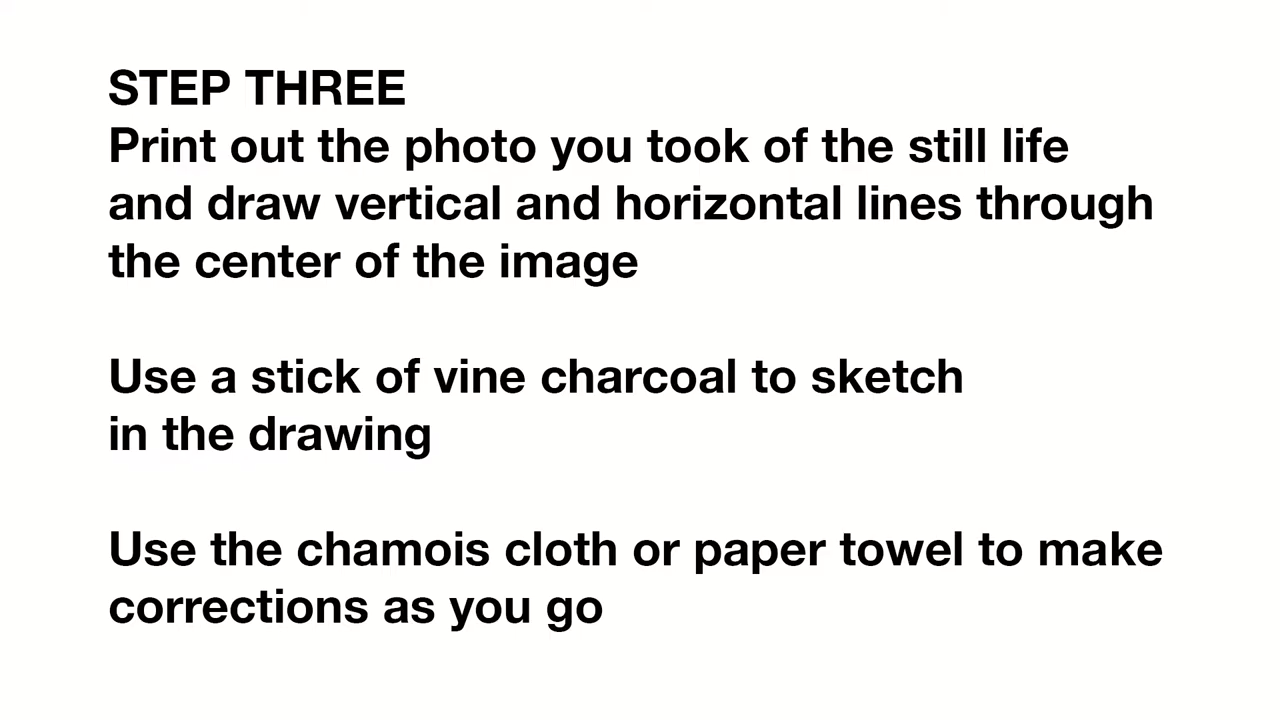 STEP THREE
Print out the photo you took of the still life
and draw vertical and horizontal lines through
the center of the image
Use a stick of vine charcoal to sketch
in the drawing
Use the chamois cloth or paper towel to make
corrections as you go